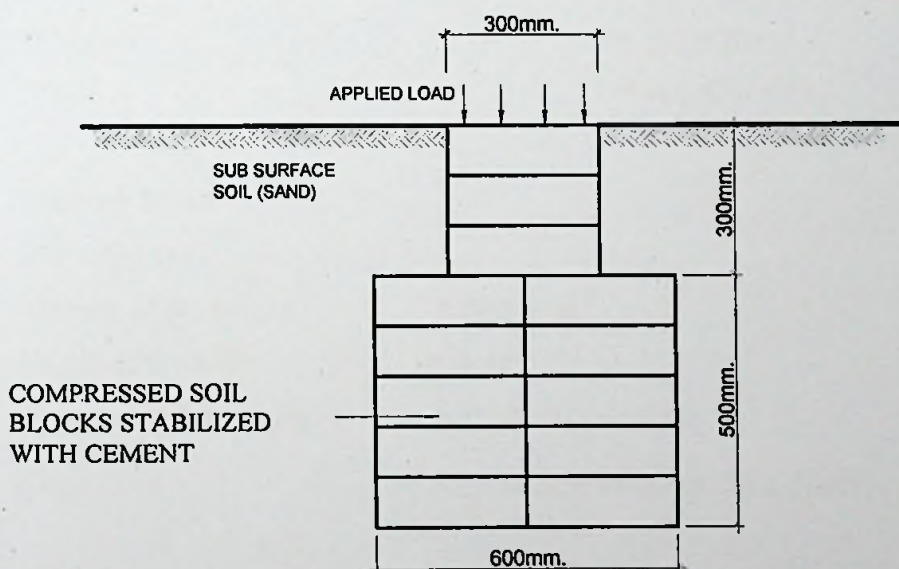 300mm.
APPLIED LOAD
SUB SURFACE
SOIL (SAND)
300mm.
COMPRESSED SOIL
BLOCKS STABILIZED
WITH CEMENT
500mm.
600mm.